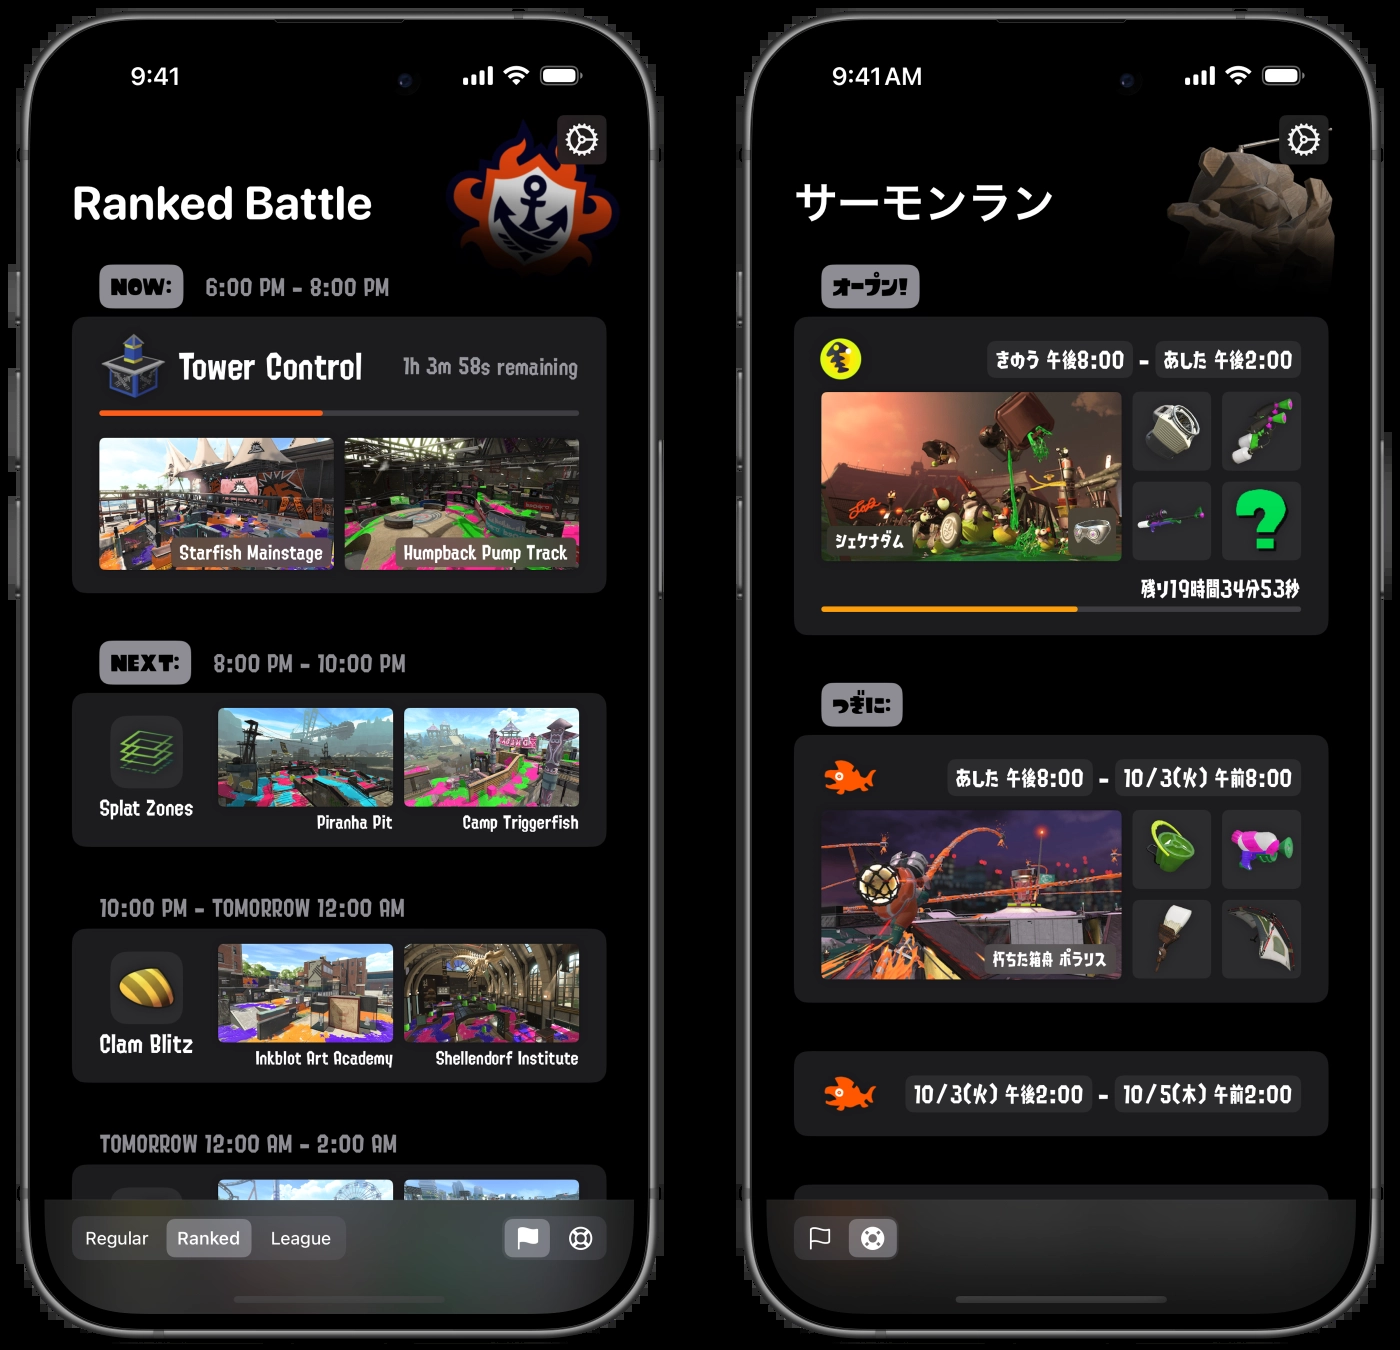 9:41
Ranked Battle
NOW:
6:00 PM – 8:00 PM
Tower Control
1h 3m 58s remaining
Starfish Mainstage
Humpback Pump Track
NEXT:
8:00 PM – 10:00 PM
Splat Zones
Piranha Pit
Camp Triggerfish
10:00 PM – TOMORROW 12:00 AM
Clam Blitz
Inkblot Art Academy
Shellendorf Institute
TOMORROW 12:00 AM – 2:00 AM
Regular
Ranked
League
9:41 AM
サーモンラン
オープン!
きのう 午後8:00 – あした 午後2:00
シェケナダム
?
残り19時間34分53秒
つぎに:
あした 午後8:00 – 10/3(火) 午前8:00
朽ちた箱舟 ポラリス
10/3(火) 午後2:00 – 10/5(木) 午前2:00